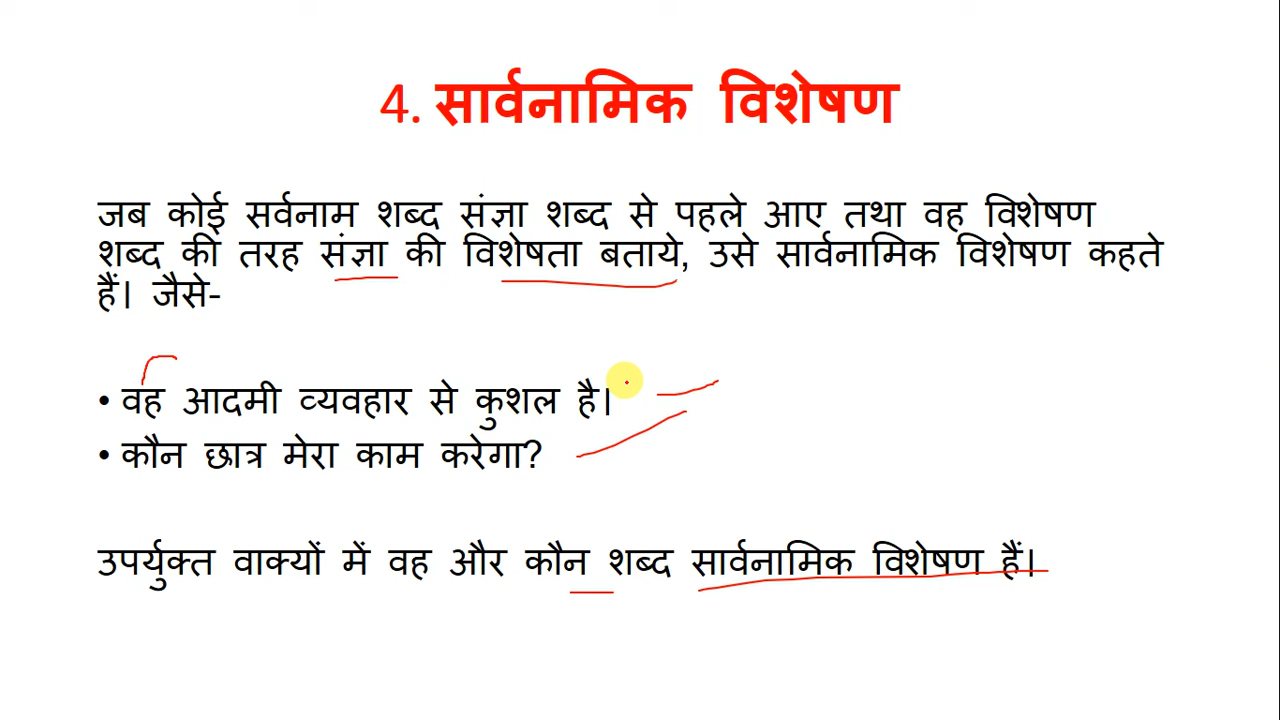 4. सार्वनामिक विशेषण
जब कोई सर्वनाम शब्द संज्ञा शब्द से पहले आए तथा वह विशेषण
शब्द की तरह संज्ञा की विशेषता बताये, उसे सार्वनामिक विशेषण कहते
हैं। जैसे-
• वह आदमी व्यवहार से कुशल है।
• कौन छात्र मेरा काम करेगा?
उपर्युक्त वाक्यों में वह और कौन शब्द सार्वनामिक विशेषण हैं।